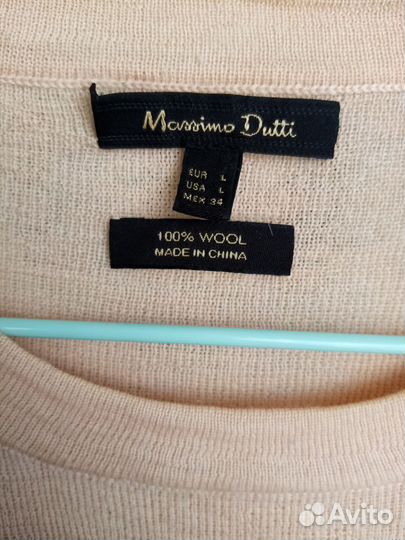 Massimo Dutti
EUR L
USA L
MEX 34
100% WOOL
MADE IN CHINA
Avito